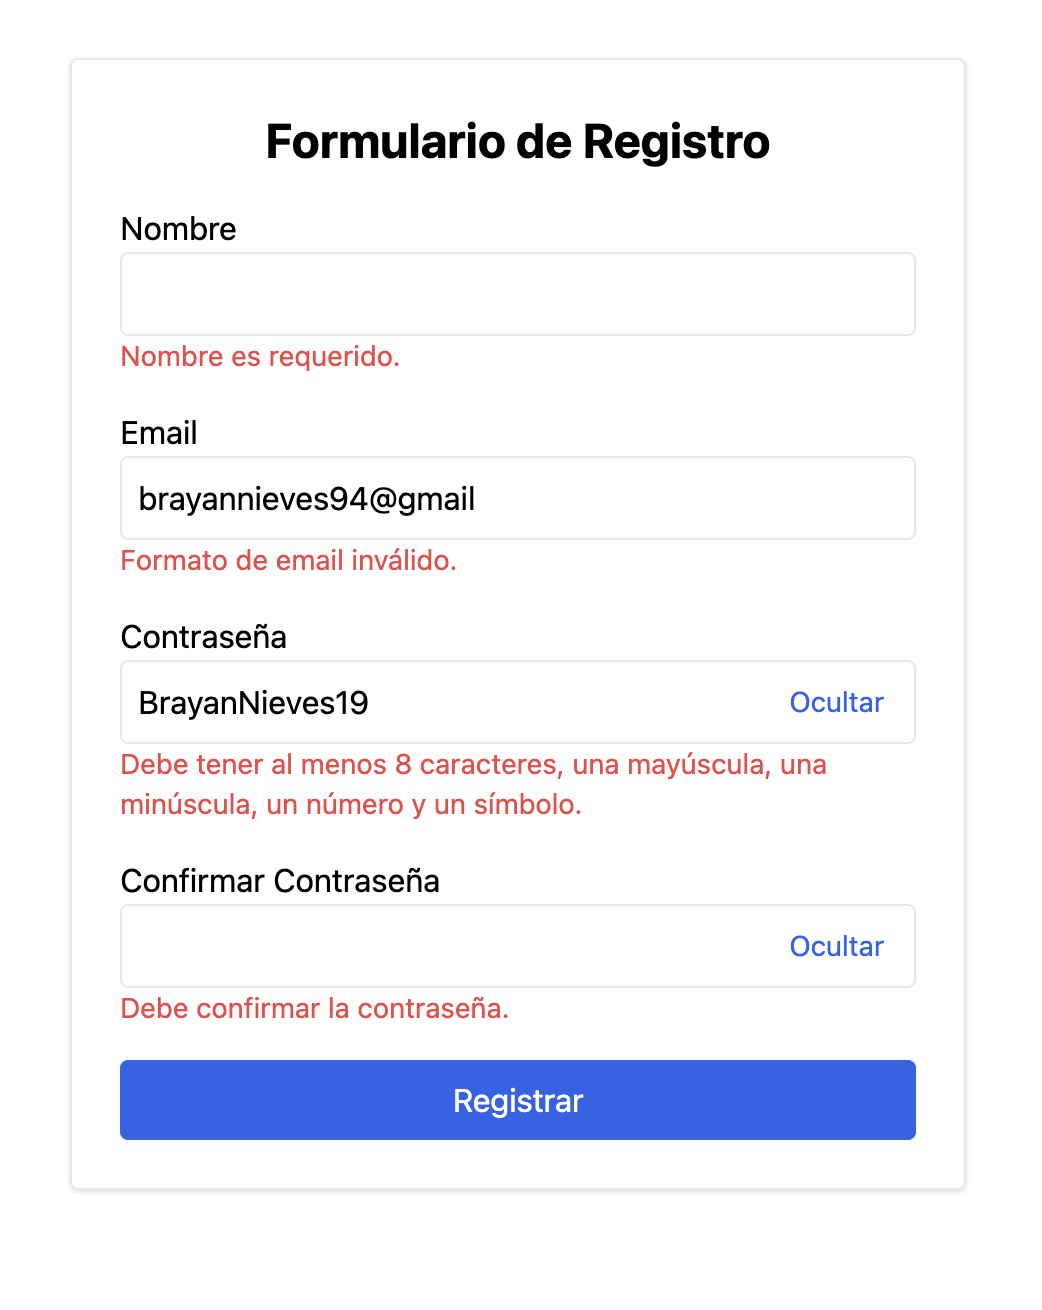 Formulario de Registro
Nombre
Nombre es requerido.
Email
brayannieves94@gmail
Formato de email inválido.
Contraseña
BrayanNieves19
Ocultar
Debe tener al menos 8 caracteres, una mayúscula, una
minúscula, un número y un símbolo.
Confirmar Contraseña
Ocultar
Debe confirmar la contraseña.
Registrar